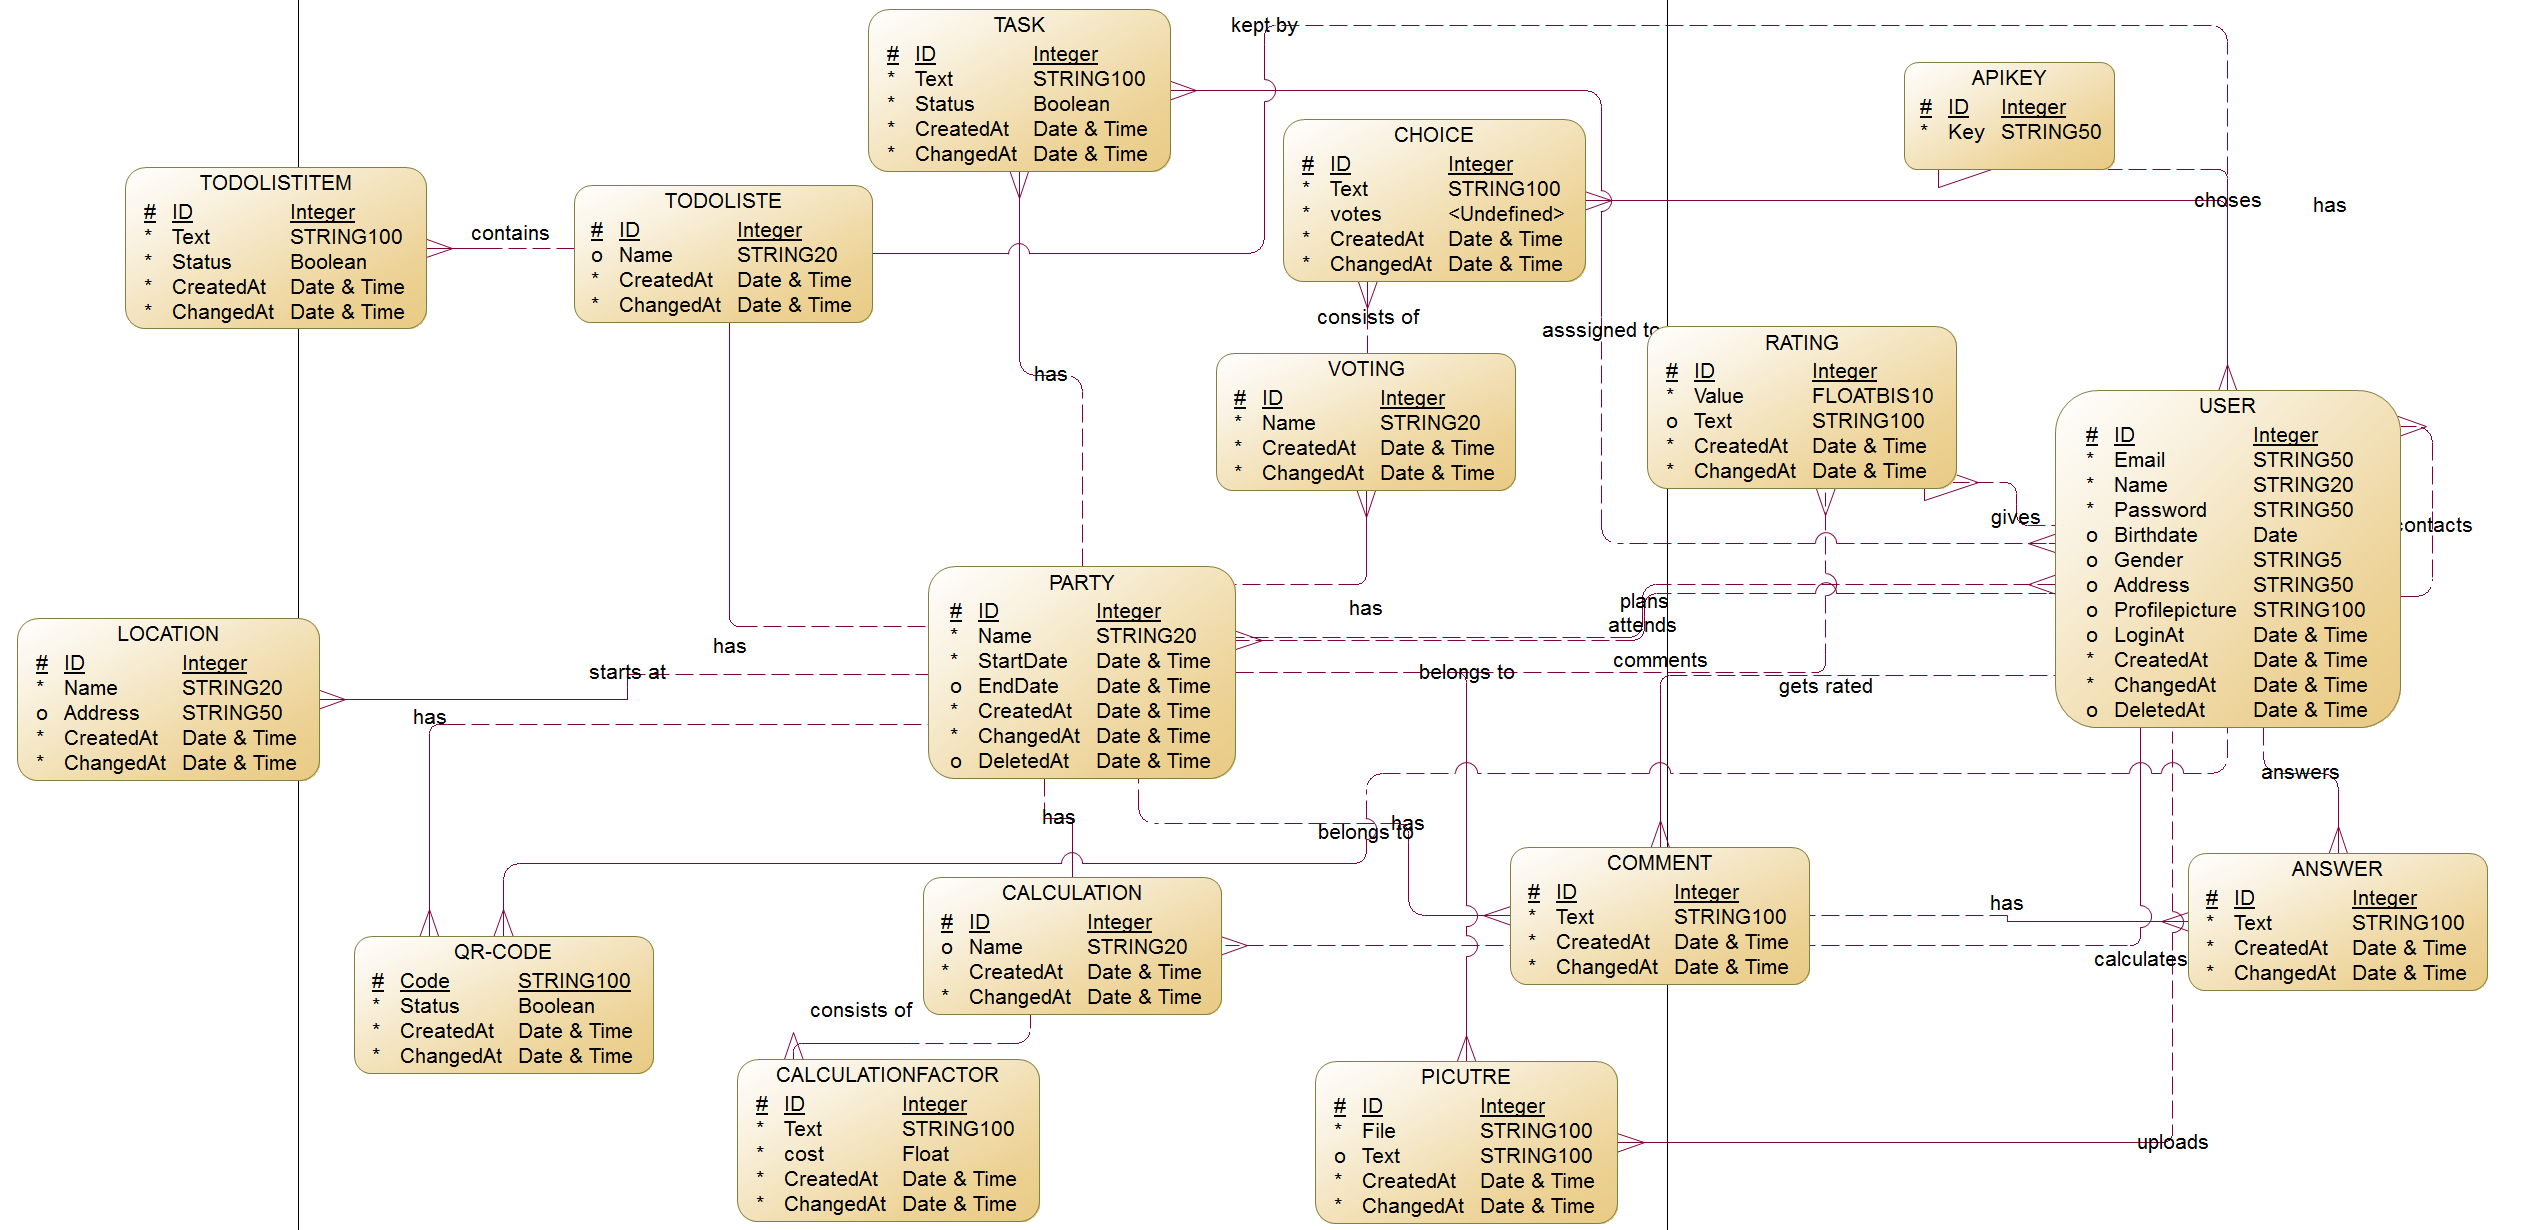 TASK
# ID Integer
* Text STRING100
* Status Boolean
* CreatedAt Date & Time
* ChangedAt Date & Time
kept by
APIKEY
# ID Integer
* Key STRING50
CHOICE
# ID Integer
* Text STRING100
* votes <Undefined>
* CreatedAt Date & Time
* ChangedAt Date & Time
TODOLISTITEM
# ID Integer
* Text STRING100
* Status Boolean
* CreatedAt Date & Time
* ChangedAt Date & Time
contains
TODOLISTE
# ID Integer
o Name STRING20
* CreatedAt Date & Time
* ChangedAt Date & Time
choses
has
consists of
asssigned to
has
VOTING
# ID Integer
* Name STRING20
* CreatedAt Date & Time
* ChangedAt Date & Time
RATING
# ID Integer
* Value FLOATBIS10
o Text STRING100
* CreatedAt Date & Time
* ChangedAt Date & Time
gives
USER
# ID Integer
* Email STRING50
* Name STRING20
* Password STRING50
o Birthdate Date
o Gender STRING5
o Address STRING50
o Profilepicture STRING100
o LoginAt Date & Time
* CreatedAt Date & Time
* ChangedAt Date & Time
o DeletedAt Date & Time
contacts
PARTY
# ID Integer
* Name STRING20
* StartDate Date & Time
o EndDate Date & Time
* CreatedAt Date & Time
* ChangedAt Date & Time
o DeletedAt Date & Time
has
plans
attends
has
comments
belongs to
gets rated
LOCATION
# ID Integer
* Name STRING20
o Address STRING50
* CreatedAt Date & Time
* ChangedAt Date & Time
starts at
has
has
has
belongs to
answers
CALCULATION
# ID Integer
o Name STRING20
* CreatedAt Date & Time
* ChangedAt Date & Time
COMMENT
# ID Integer
* Text STRING100
* CreatedAt Date & Time
* ChangedAt Date & Time
has
calculates
ANSWER
# ID Integer
* Text STRING100
* CreatedAt Date & Time
* ChangedAt Date & Time
QR-CODE
# Code STRING100
* Status Boolean
* CreatedAt Date & Time
* ChangedAt Date & Time
consists of
CALCULATIONFACTOR
# ID Integer
* Text STRING100
* cost Float
* CreatedAt Date & Time
* ChangedAt Date & Time
PICUTRE
# ID Integer
* File STRING100
o Text STRING100
* CreatedAt Date & Time
* ChangedAt Date & Time
uploads